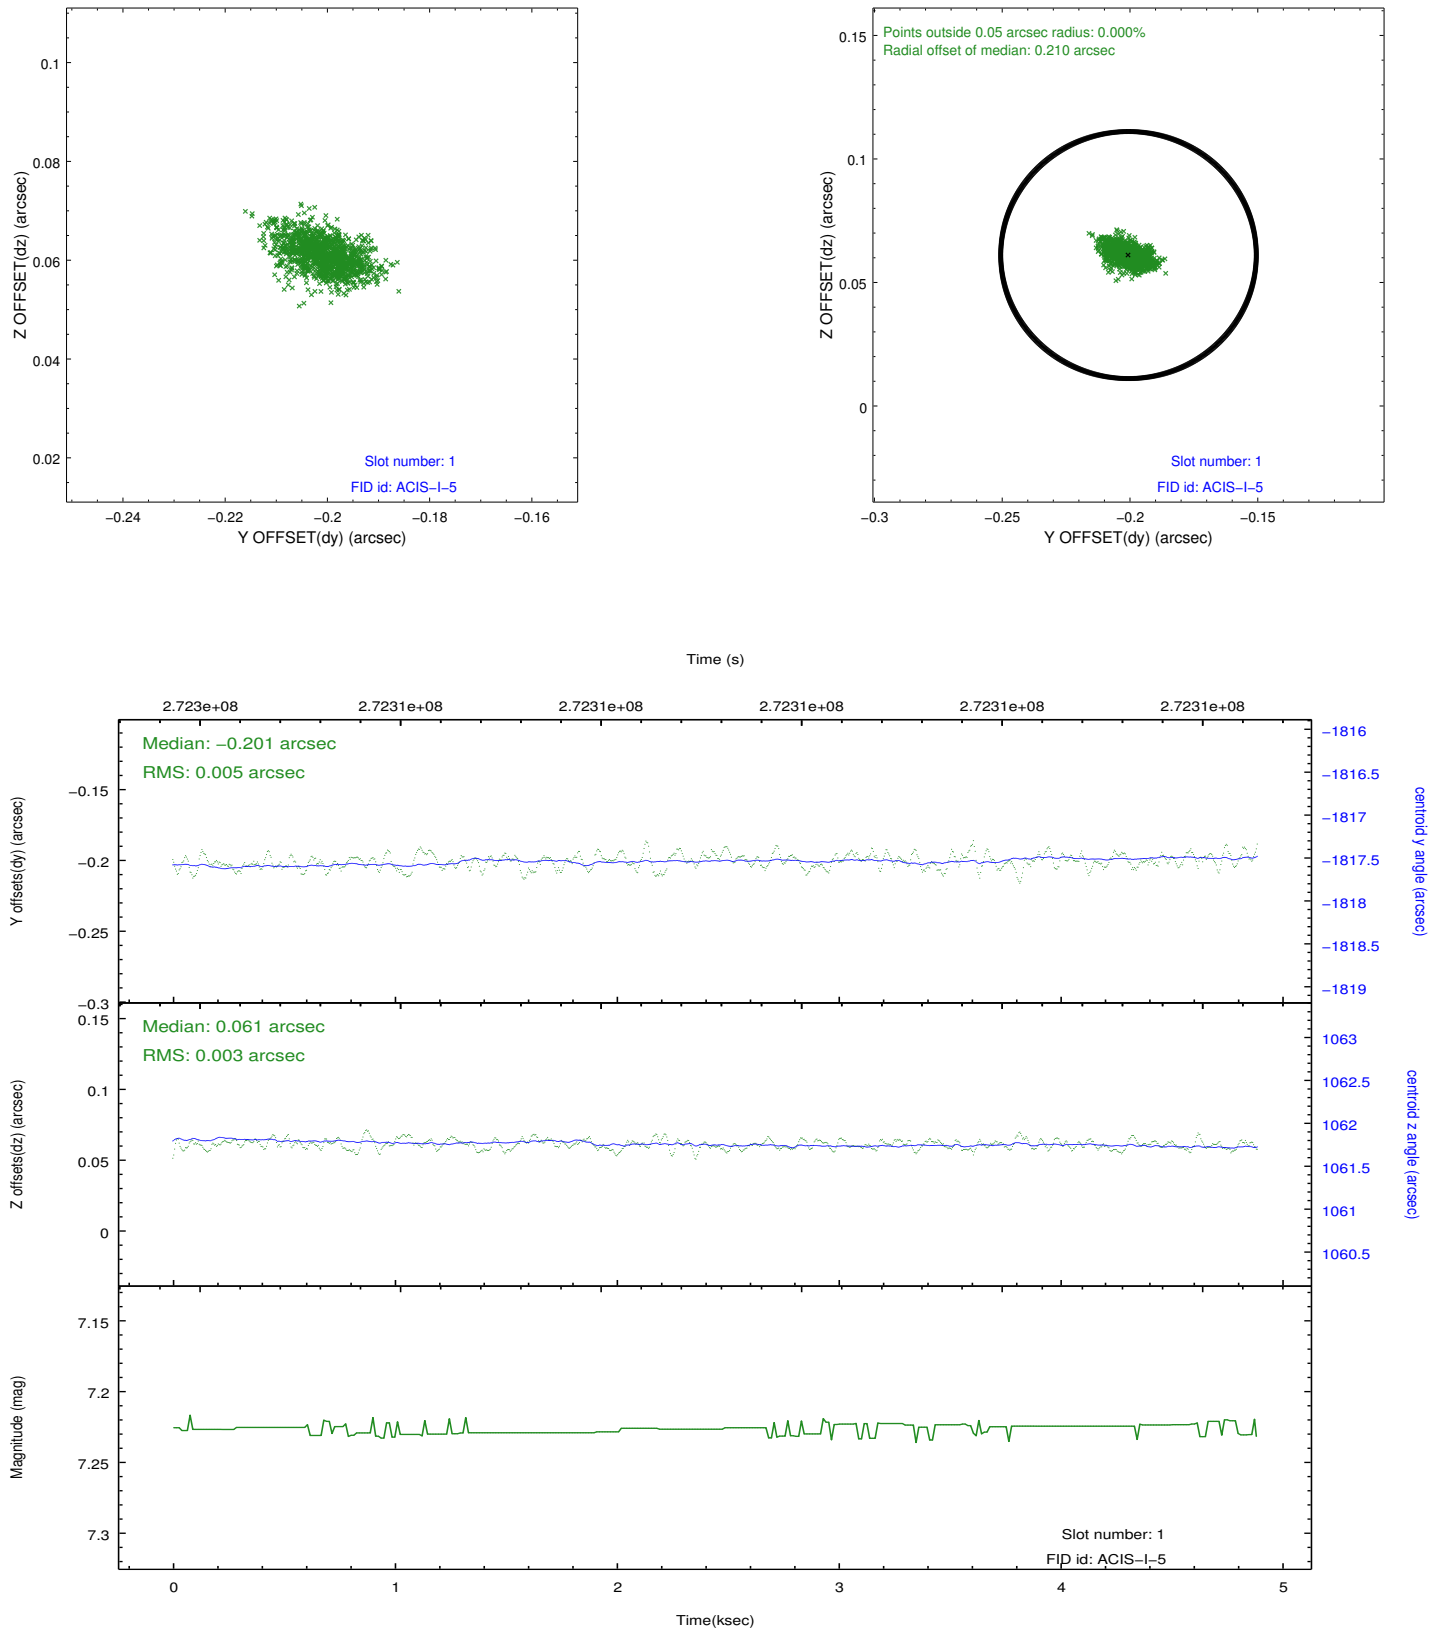 0.1
0.08
0.06
0.04
0.02
Z OFFSET(dz) (arcsec)
Slot number: 1
FID id: ACIS−I−5
−0.24 −0.22 −0.2 −0.18 −0.16
Y OFFSET(dy) (arcsec)
Points outside 0.05 arcsec radius: 0.000%
Radial offset of median: 0.210 arcsec
0.15
0.1
0.05
0
Z OFFSET(dz) (arcsec)
Slot number: 1
FID id: ACIS−I−5
−0.3 −0.25 −0.2 −0.15
Y OFFSET(dy) (arcsec)
Time (s)
2.723e+08 2.7231e+08 2.7231e+08 2.7231e+08 2.7231e+08 2.7231e+08
Median: −0.201 arcsec
RMS: 0.005 arcsec
−0.15
−0.2
−0.25
−0.3
Y offsets(dy) (arcsec)
−1816
−1816.5
−1817
−1817.5
−1818
−1818.5
−1819
centroid y angle (arcsec)
Median: 0.061 arcsec
RMS: 0.003 arcsec
0.15
0.1
0.05
0
Z offsets(dz) (arcsec)
1063
1062.5
1062
1061.5
1061
1060.5
centroid z angle (arcsec)
7.15
7.2
7.25
7.3
Magnitude (mag)
Slot number: 1
FID id: ACIS−I−5
0 1 2 3 4 5
Time(ksec)